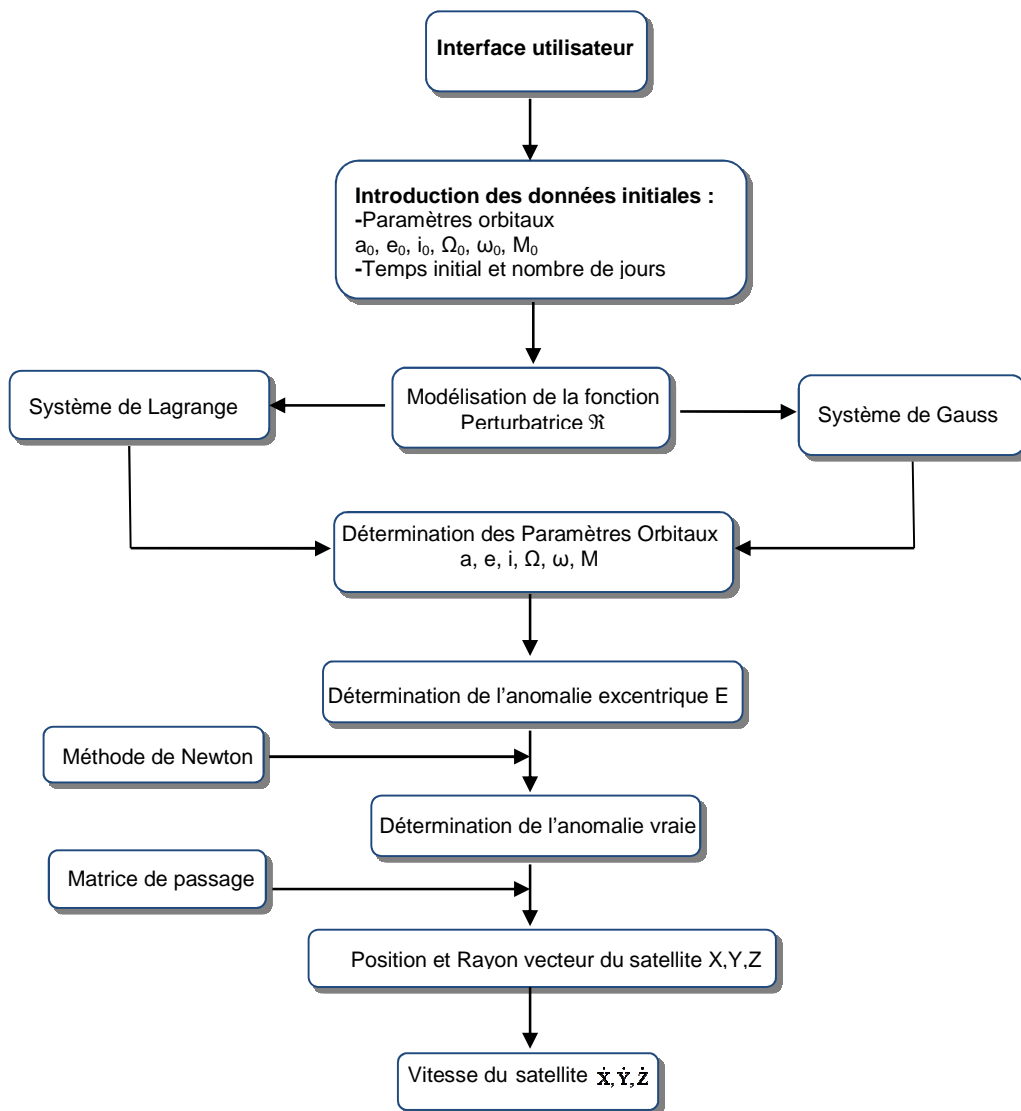 Interface utilisateur
Introduction des données initiales :
-Paramètres orbitaux
a₀, e₀, i₀, Ω₀, ω₀, M₀
-Temps initial et nombre de jours
Système de Lagrange
Modélisation de la fonction
Perturbatrice ℜ
Système de Gauss
Détermination des Paramètres Orbitaux
a, e, i, Ω, ω, M
Détermination de l’anomalie excentrique E
Méthode de Newton
Détermination de l’anomalie vraie
Matrice de passage
Position et Rayon vecteur du satellite X,Y,Z
Vitesse du satellite Ẋ,Ẏ,Ż